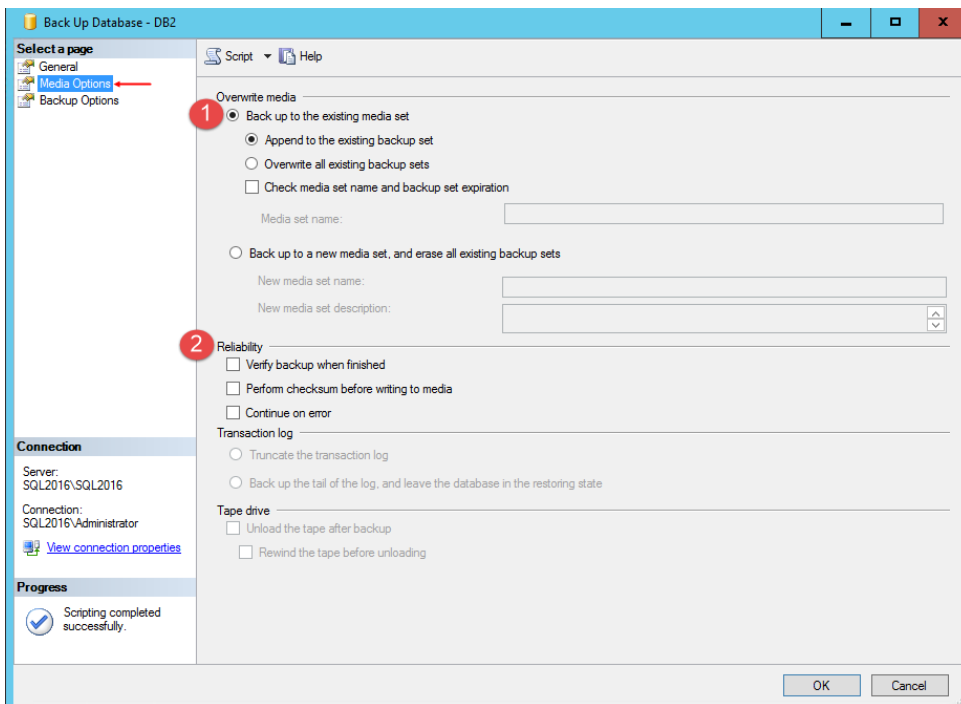 Back Up Database - DB2
Select a page
General
Media Options
Backup Options
Script
Help
Overwrite media
1
Back up to the existing media set
Append to the existing backup set
Overwrite all existing backup sets
Check media set name and backup set expiration
Media set name:
Back up to a new media set, and erase all existing backup sets
New media set name:
New media set description:
2
Reliability
Verify backup when finished
Perform checksum before writing to media
Continue on error
Transaction log
Truncate the transaction log
Back up the tail of the log, and leave the database in the restoring state
Tape drive
Unload the tape after backup
Rewind the tape before unloading
Connection
Server:
SQL2016\SQL2016
Connection:
SQL2016\Administrator
View connection properties
Progress
Scripting completed
successfully.
OK
Cancel